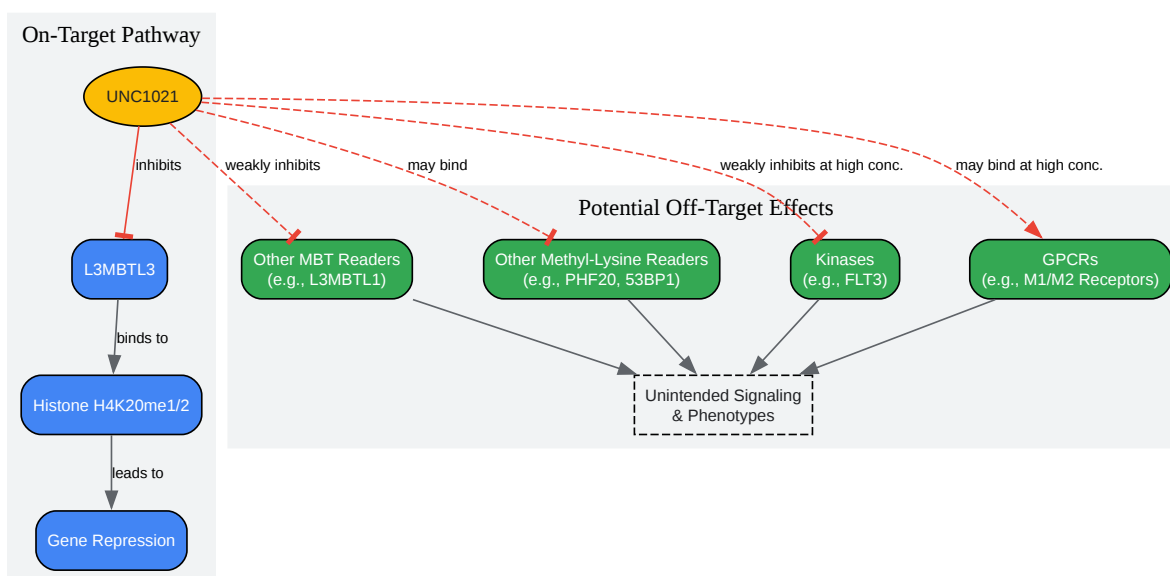 On-Target Pathway
UNC1021
inhibits
weakly inhibits
may bind
weakly inhibits at high conc.
may bind at high conc.
Potential Off-Target Effects
L3MBTL3
Other MBT Readers
(e.g., L3MBTL1)
Other Methyl-Lysine Readers
(e.g., PHF20, 53BP1)
Kinases
(e.g., FLT3)
GPCRs
(e.g., M1/M2 Receptors)
binds to
Histone H4K20me1/2
Unintended Signaling
& Phenotypes
leads to
Gene Repression